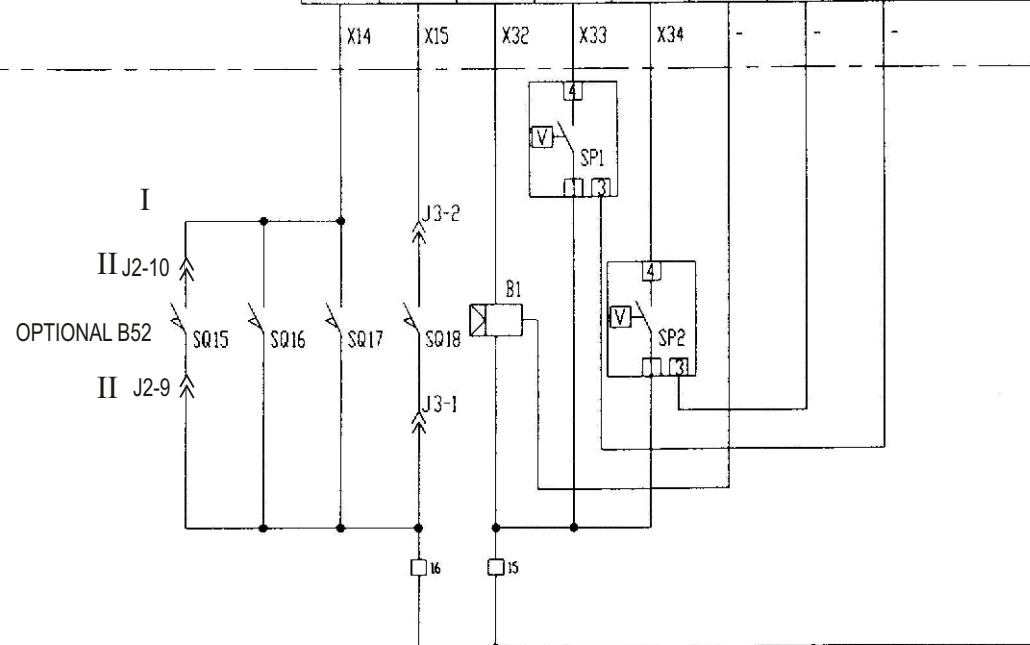 X14 X15 X32 X33 X34 - - -
4
V
SP1
1 3
I
J3-2
II J2-10
4
B1
V
OPTIONAL B52 SQ15 SQ16 SQ17 SQ18
SP2
1 3
II J2-9
J3-1
16 15